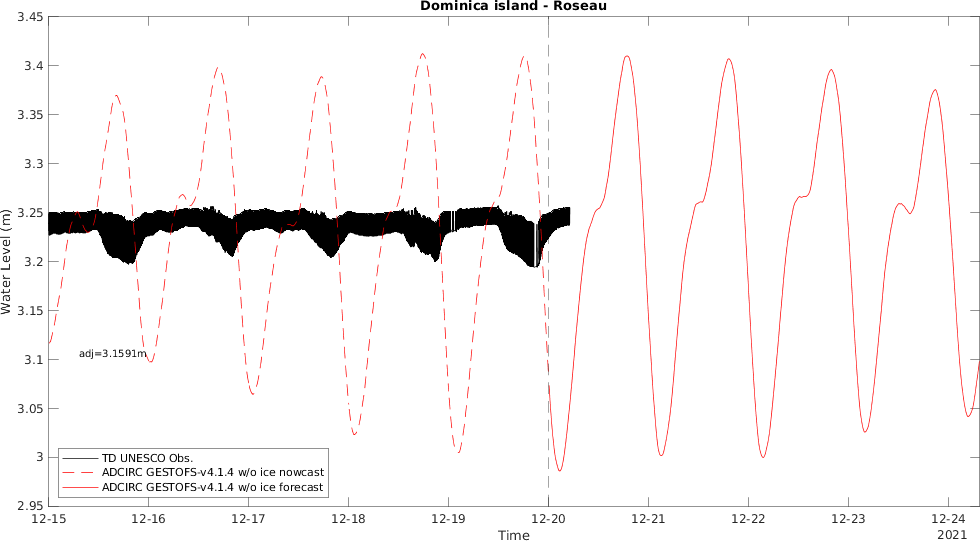 Dominica island - Roseau
3.45
3.4
3.35
3.3
3.25
3.2
3.15
3.1
3.05
3
2.95
Water Level (m)
adj=3.1591m
TD UNESCO Obs.
ADCIRC GESTOFS-v4.1.4 w/o ice nowcast
ADCIRC GESTOFS-v4.1.4 w/o ice forecast
12-15 12-16 12-17 12-18 12-19 12-20 12-21 12-22 12-23 12-24
Time
2021